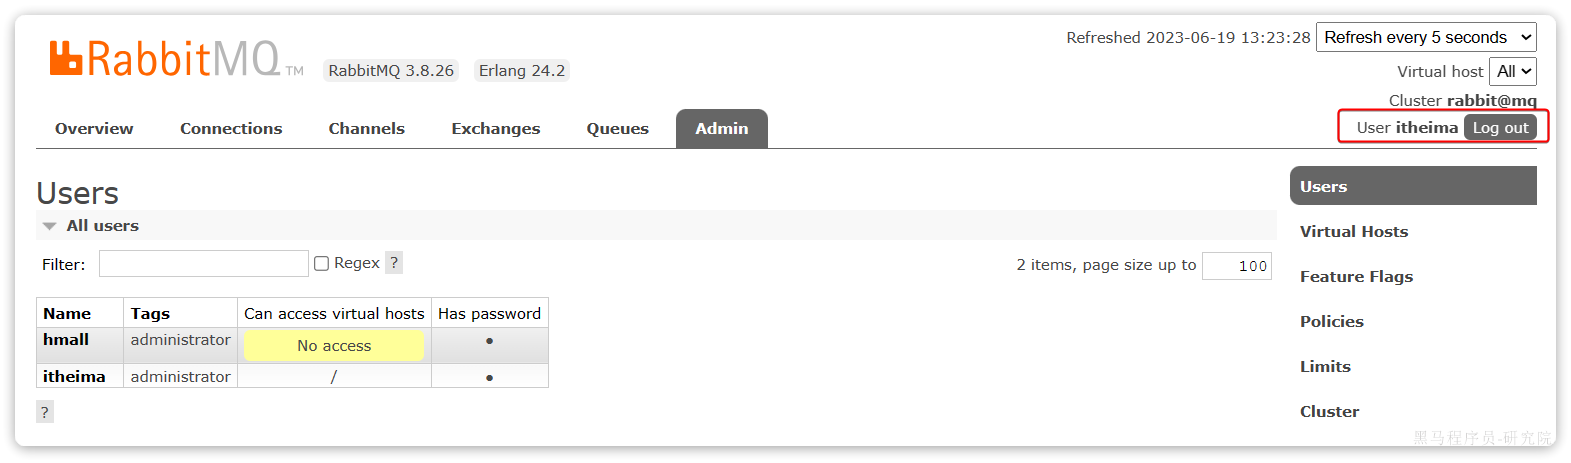 RabbitMQ TM RabbitMQ 3.8.26 Erlang 24.2
Refreshed 2023-06-19 13:23:28 Refresh every 5 seconds
Virtual host All
Cluster rabbit@mq
User itheima Log out
Overview Connections Channels Exchanges Queues Admin
Users
All users
Filter: Regex ? 2 items, page size up to 100
Name Tags Can access virtual hosts Has password
hmall administrator No access ●
itheima administrator / ●
?
Users
Virtual Hosts
Feature Flags
Policies
Limits
Cluster
黑马程序员-研究院